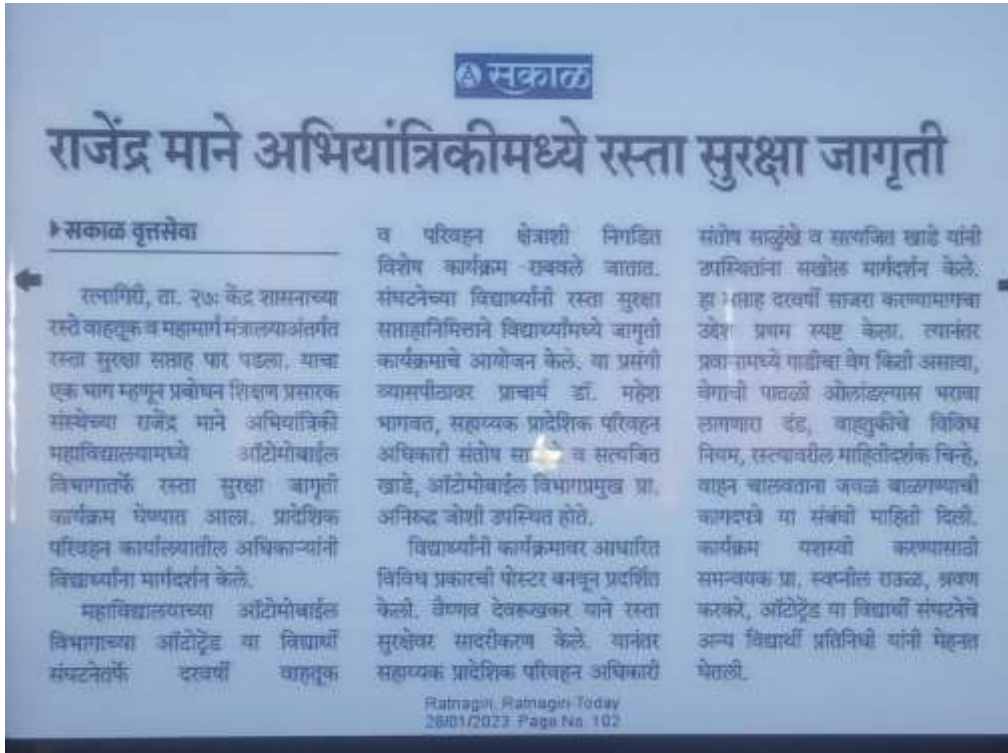 सकाळ
राजेंद्र माने अभियांत्रिकीमध्ये रस्ता सुरक्षा जागृती
सकाळ वृत्तसेवा
रत्नागिरी, ता. २७: केंद्र शासनाच्या
रस्ते वाहतूक व महामार्ग मंत्रालयाअंतर्गत
रस्ता सुरक्षा सप्ताह पार पडला. याचा
एक भाग म्हणून प्रबोधन शिक्षण प्रसारक
संस्थेच्या राजेंद्र माने अभियांत्रिकी
महाविद्यालयामध्ये ऑटोमोबाईल
विभागातर्फे रस्ता सुरक्षा जागृती
कार्यक्रम घेण्यात आला. प्रादेशिक
परिवहन कार्यालयातील अधिकाऱ्यांनी
विद्यार्थ्यांना मार्गदर्शन केले.
महाविद्यालयाच्या ऑटोमोबाईल
विभागाच्या ऑटोट्रेंड या विद्यार्थी
संघटनेतर्फे दरवर्षी वाहतूक
व परिवहन क्षेत्राशी निगडित
विशेष कार्यक्रम राबवले जातात.
संघटनेच्या विद्यार्थ्यांनी रस्ता सुरक्षा
सप्ताहानिमित्ताने विद्यार्थ्यांमध्ये जागृती
कार्यक्रमाचे आयोजन केले. या प्रसंगी
व्यासपीठावर प्राचार्य डॉ. महेश
भागवत, सहाय्यक प्रादेशिक परिवहन
अधिकारी संतोष व सत्यजित
खाडे, ऑटोमोबाईल विभागप्रमुख प्रा.
अनिरुद्ध जोशी उपस्थित होते.
विद्यार्थ्यांनी कार्यक्रमावर आधारित
विविध प्रकारची पोस्टर बनवून प्रदर्शित
केली. वैष्णव देवरूखकर याने रस्ता
सुरक्षेवर सादरीकरण केले. यानंतर
सहाय्यक प्रादेशिक परिवहन अधिकारी
संतोष साळुंखे व सत्यजित खाडे यांनी
उपस्थितांना सखोल मार्गदर्शन केले.
हा सप्ताह दरवर्षी साजरा करण्यामागचा
उद्देश प्रथम स्पष्ट केला. त्यानंतर
प्रवासामध्ये गाडीचा वेग किती असावा,
वेगाची पातळी ओलांडल्यास भरावा
लागणारा दंड, वाहतुकीचे विविध
नियम, रस्त्यावरील माहितीदर्शक चिन्हे,
वाहन चालवताना जवळ बाळगण्याची
कागदपत्रे या संबंधी माहिती दिली.
कार्यक्रम यशस्वी करण्यासाठी
समन्वयक प्रा. स्वप्नील राऊळ, श्रवण
करकरे, ऑटोट्रेंड या विद्यार्थी संघटनेचे
अन्य विद्यार्थी प्रतिनिधी यांनी मेहनत
घेतली.
Ratnagiri, Ratnagiri-Today
28/01/2023 Page No. 102